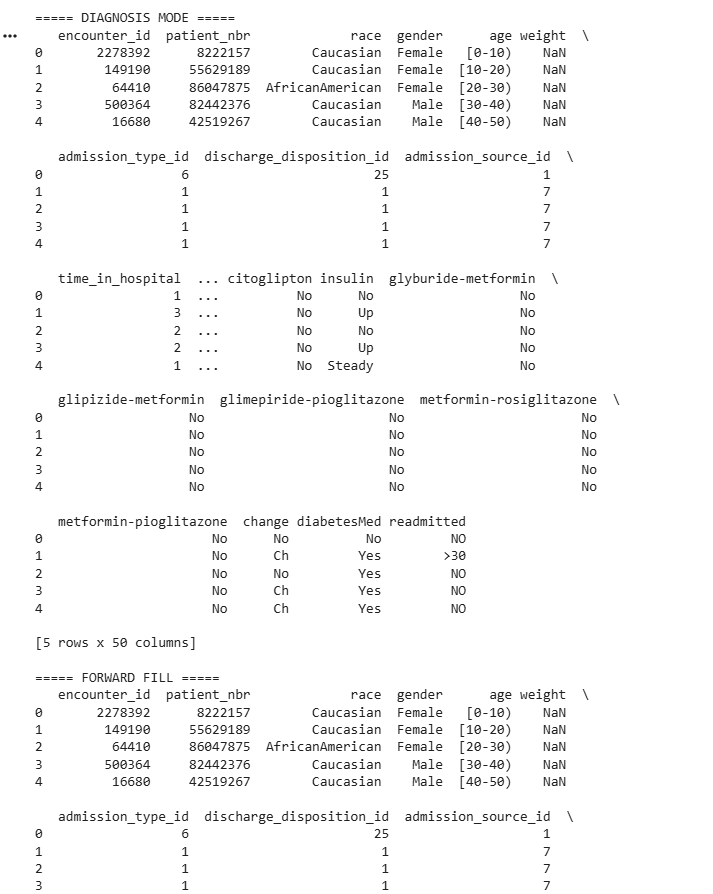 ===== DIAGNOSIS MODE =====
   encounter_id  patient_nbr             race  gender      age weight  \
0       2278392      8222157        Caucasian  Female   [0-10)    NaN
1        149190     55629189        Caucasian  Female  [10-20)    NaN
2         64410     86047875  AfricanAmerican  Female  [20-30)    NaN
3        500364     82442376        Caucasian    Male  [30-40)    NaN
4         16680     42519267        Caucasian    Male  [40-50)    NaN
   admission_type_id  discharge_disposition_id  admission_source_id  \
0                  6                        25                    1
1                  1                         1                    7
2                  1                         1                    7
3                  1                         1                    7
4                  1                         1                    7
   time_in_hospital  ... citoglipton insulin  glyburide-metformin  \
0                 1  ...          No      No                   No
1                 3  ...          No      Up                   No
2                 2  ...          No      No                   No
3                 2  ...          No      Up                   No
4                 1  ...          No  Steady                   No
   glipizide-metformin  glimepiride-pioglitazone  metformin-rosiglitazone  \
0                   No                        No                       No
1                   No                        No                       No
2                   No                        No                       No
3                   No                        No                       No
4                   No                        No                       No
   metformin-pioglitazone  change diabetesMed readmitted
0                      No      No          No         NO
1                      No      Ch         Yes        >30
2                      No      No         Yes         NO
3                      No      Ch         Yes         NO
4                      No      Ch         Yes         NO
[5 rows x 50 columns]
===== FORWARD FILL =====
   encounter_id  patient_nbr             race  gender      age weight  \
0       2278392      8222157        Caucasian  Female   [0-10)    NaN
1        149190     55629189        Caucasian  Female  [10-20)    NaN
2         64410     86047875  AfricanAmerican  Female  [20-30)    NaN
3        500364     82442376        Caucasian    Male  [30-40)    NaN
4         16680     42519267        Caucasian    Male  [40-50)    NaN
   admission_type_id  discharge_disposition_id  admission_source_id  \
0                  6                        25                    1
1                  1                         1                    7
2                  1                         1                    7
3                  1                         1                    7